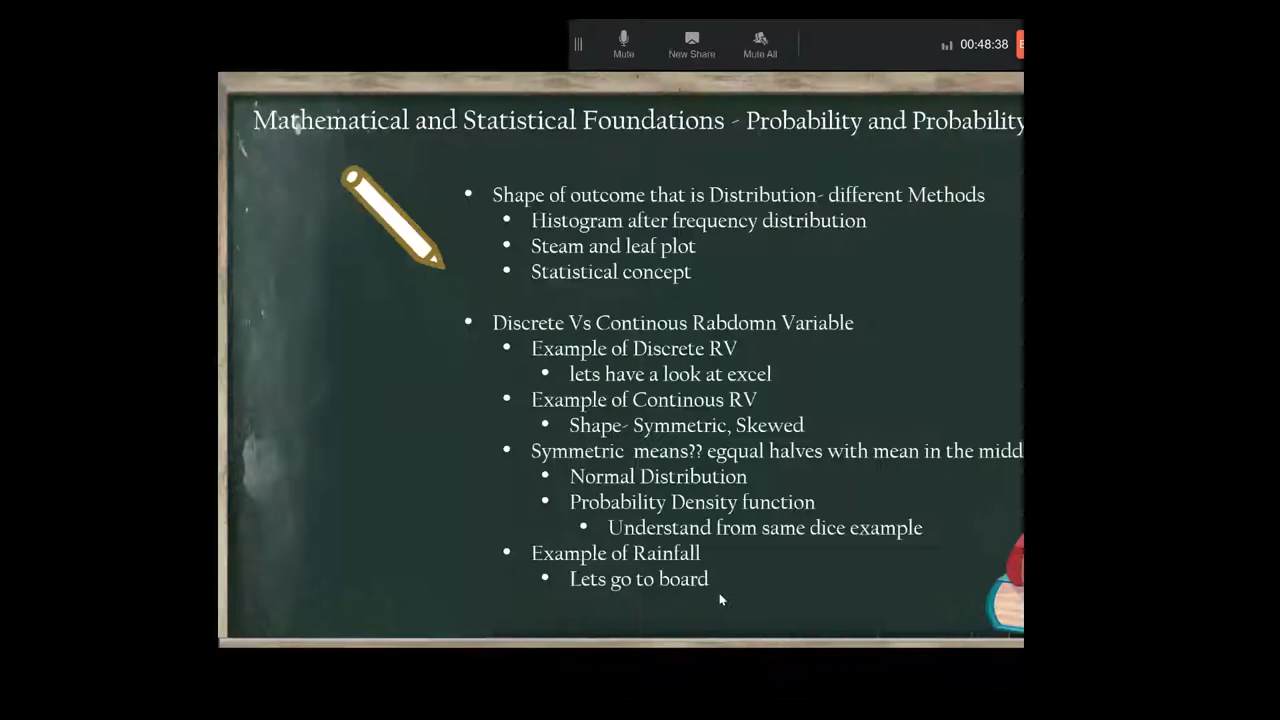 Mute
New Share
Mute All
00:48:38
Mathematical and Statistical Foundations - Probability and Probability
• Shape of outcome that is Distribution- different Methods
• Histogram after frequency distribution
• Steam and leaf plot
• Statistical concept
• Discrete Vs Continous Rabdomn Variable
• Example of Discrete RV
• lets have a look at excel
• Example of Continous RV
• Shape- Symmetric, Skewed
• Symmetric means?? egqual halves with mean in the midd
• Normal Distribution
• Probability Density function
• Understand from same dice example
• Example of Rainfall
• Lets go to board